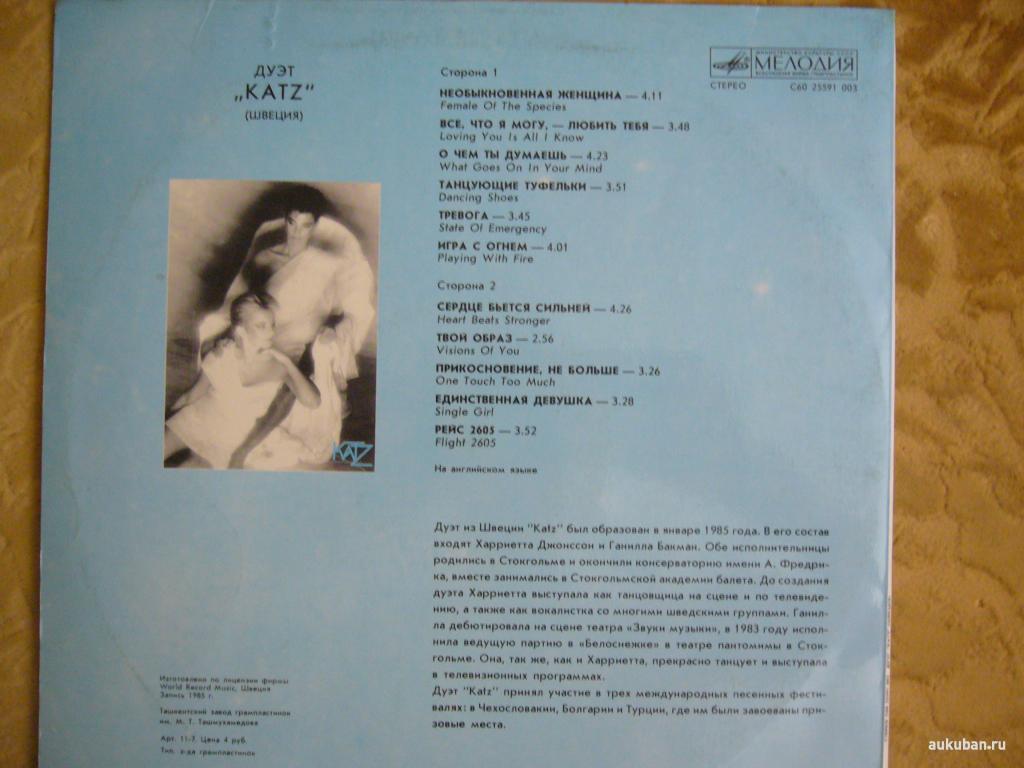 ДУЭТ
„KATZ"
(ШВЕЦИЯ)
KATZ
Изготовлено по лицензии фирмы
World Record Music, Швеция
Запись 1985 г.
Ташкентский завод грампластинок
им. М. Т. Ташмухамедова
Арт. 11-7. Цена 4 руб.
Тип. з-да грампластинок
МИНИСТЕРСТВО КУЛЬТУРЫ СССР
МЕЛОДИЯ
ВСЕСОЮЗНАЯ ФИРМА ГРАМПЛАСТИНОК
СТЕРЕО С60 25591 003
Сторона 1
НЕОБЫКНОВЕННАЯ ЖЕНЩИНА — 4.11
Female Of The Species
ВСЕ, ЧТО Я МОГУ, — ЛЮБИТЬ ТЕБЯ — 3.48
Loving You Is All I Know
О ЧЕМ ТЫ ДУМАЕШЬ — 4.23
What Goes On In Your Mind
ТАНЦУЮЩИЕ ТУФЕЛЬКИ — 3.51
Dancing Shoes
ТРЕВОГА — 3.45
State Of Emergency
ИГРА С ОГНЕМ — 4.01
Playing With Fire
Сторона 2
СЕРДЦЕ БЬЕТСЯ СИЛЬНЕЙ — 4.26
Heart Beats Stronger
ТВОЙ ОБРАЗ — 2.56
Visions Of You
ПРИКОСНОВЕНИЕ, НЕ БОЛЬШЕ — 3.26
One Touch Too Much
ЕДИНСТВЕННАЯ ДЕВУШКА — 3.28
Single Girl
РЕЙС 2605 — 3.52
Flight 2605
На английском языке
Дуэт из Швеции "Katz" был образован в январе 1985 года. В его состав
входят Харриетта Джонссон и Ганилла Бакман. Обе исполнительницы
родились в Стокгольме и окончили консерваторию имени А. Фредри-
ка, вместе занимались в Стокгольмской академии балета. До создания
дуэта Харриетта выступала как танцовщица на сцене и по телевиде-
нию, а также как вокалистка со многими шведскими группами. Ганил-
ла дебютировала на сцене театра «Звуки музыки», в 1983 году испол-
нила ведущую партию в «Белоснежке» в театре пантомимы в Сток-
гольме. Она, так же, как и Харриетта, прекрасно танцует и выступала
в телевизионных программах.
Дуэт "Katz" принял участие в трех международных песенных фести-
валях: в Чехословакии, Болгарии и Турции, где им были завоеваны при-
зовые места.
aukuban.ru